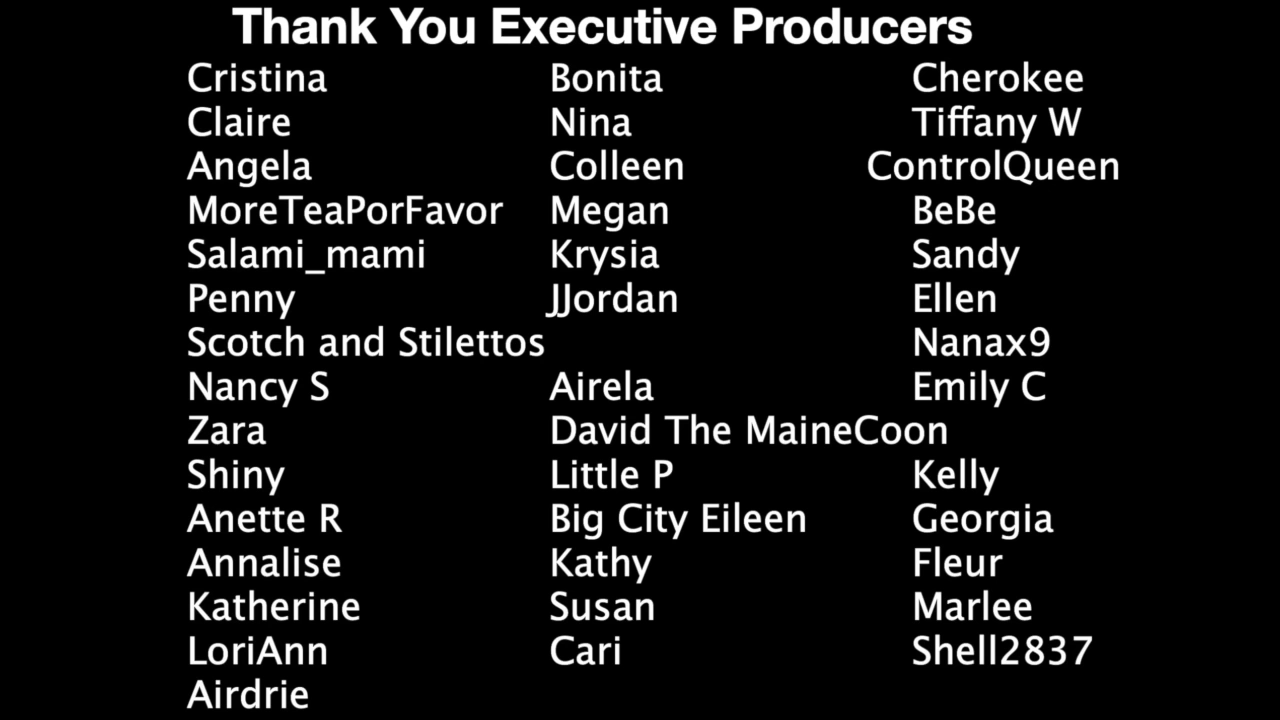 Thank You Executive Producers
Cristina Bonita Cherokee
Claire Nina Tiffany W
Angela Colleen ControlQueen
MoreTeaPorFavor Megan BeBe
Salami_mami Krysia Sandy
Penny JJordan Ellen
Scotch and Stilettos Nanax9
Nancy S Airela Emily C
Zara David The MaineCoon
Shiny Little P Kelly
Anette R Big City Eileen Georgia
Annalise Kathy Fleur
Katherine Susan Marlee
LoriAnn Cari Shell2837
Airdrie